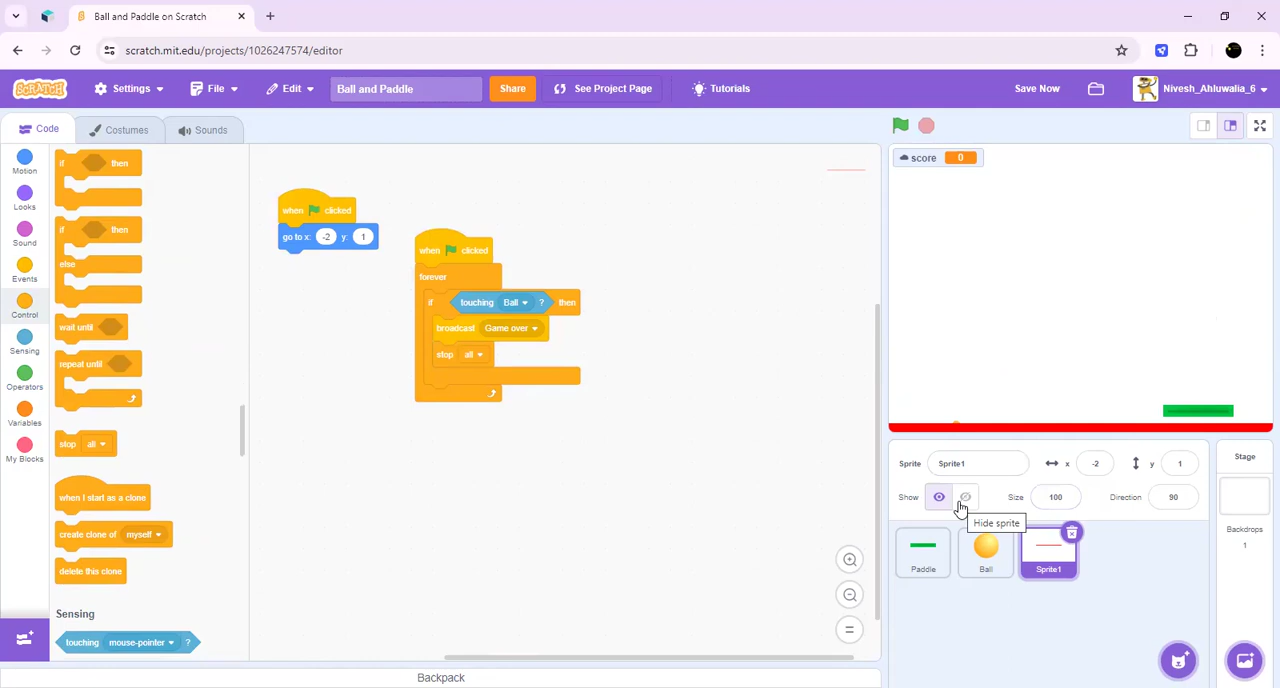 Ball and Paddle on Scratch
scratch.mit.edu/projects/1026247574/editor
SCRATCH Settings File Edit Ball and Paddle Share See Project Page Tutorials Save Now Nivesh_Ahluwalia_6
Code Costumes Sounds
Motion
Looks
Sound
Events
Control
Sensing
Operators
Variables
My Blocks
if then
if then
else
wait until
repeat until
stop all
when I start as a clone
create clone of myself
delete this clone
Sensing
touching mouse-pointer ?
when clicked
go to x: -2 y: 1
when clicked
forever
if touching Ball ? then
broadcast Game over
stop all
score 0
Sprite Sprite1 x -2 y 1
Show Size 100 Direction 90
Hide sprite
Paddle Ball Sprite1
Stage
Backdrops
1
Backpack